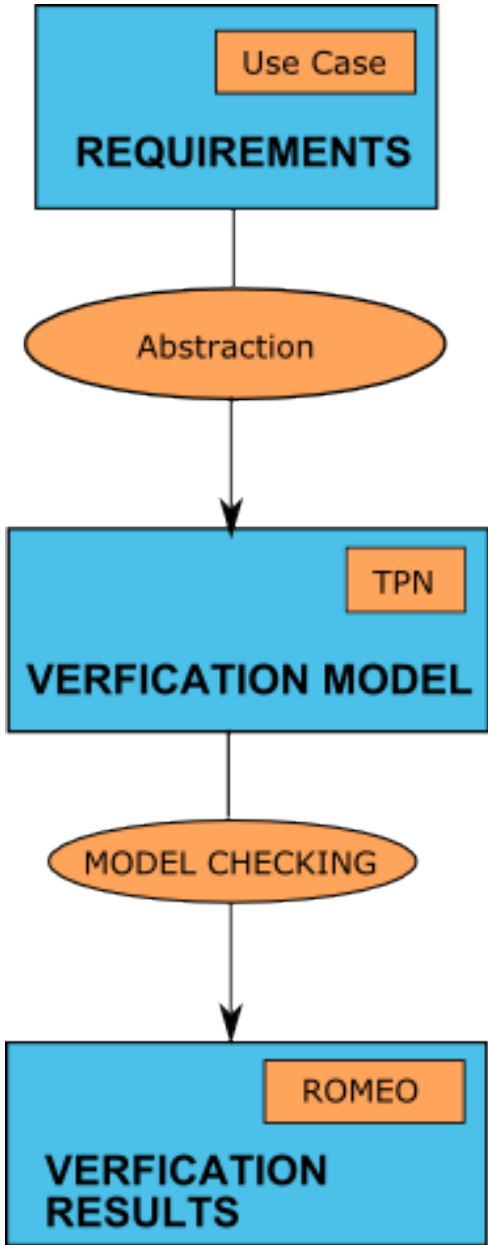 Use Case
REQUIREMENTS
Abstraction
TPN
VERFICATION MODEL
MODEL CHECKING
ROMEO
VERFICATION
RESULTS